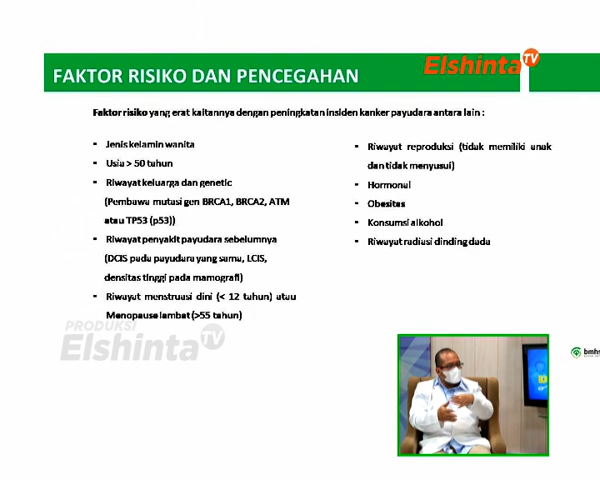 FAKTOR RISIKO DAN PENCEGAHAN
Elshinta TV
Faktor risiko yang erat kaitannya dengan peningkatan insiden kanker payudara antara lain :
Jenis kelamin wanita
Usia > 50 tahun
Riwayat keluarga dan genetic
(Pembawa mutasi gen BRCA1, BRCA2, ATM
atau TP53 (p53))
Riwayat penyakit payudara sebelumnya
(DCIS pada payudara yang sama, LCIS,
densitas tinggi pada mamografi)
Riwayat menstruasi dini (< 12 tahun) atau
Menopause lambat (>55 tahun)
Riwayat reproduksi (tidak memiliki anak
dan tidak menyusui)
Hormonal
Obesitas
Konsumsi alkohol
Riwayat radiasi dinding dada
PRODUKSI
Elshinta TV
bmhs